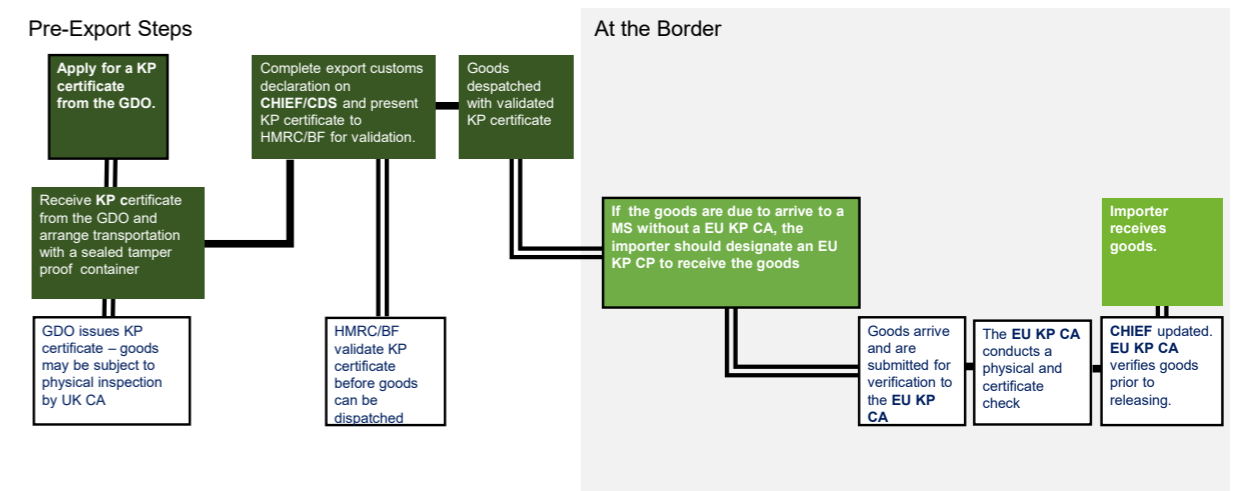 Pre-Export Steps
At the Border
Apply for a KP
certificate
from the GDO.
Complete export customs
declaration on
CHIEF/CDS and present
KP certificate to
HMRC/BF for validation.
Goods
despatched
with validated
KP certificate
Receive KP certificate
from the GDO and
arrange transportation
with a sealed tamper
proof container
If the goods are due to arrive to a
MS without a EU KP CA, the
importer should designate an EU
KP CP to receive the goods
Importer
receives
goods.
GDO issues KP
certificate – goods
may be subject to
physical inspection
by UK CA
HMRC/BF
validate KP
certificate
before goods
can be
dispatched
Goods arrive
and are
submitted for
verification to
the EU KP
CA
The EU KP CA
conducts a
physical and
certificate
check
CHIEF updated.
EU KP CA
verifies goods
prior to
releasing.